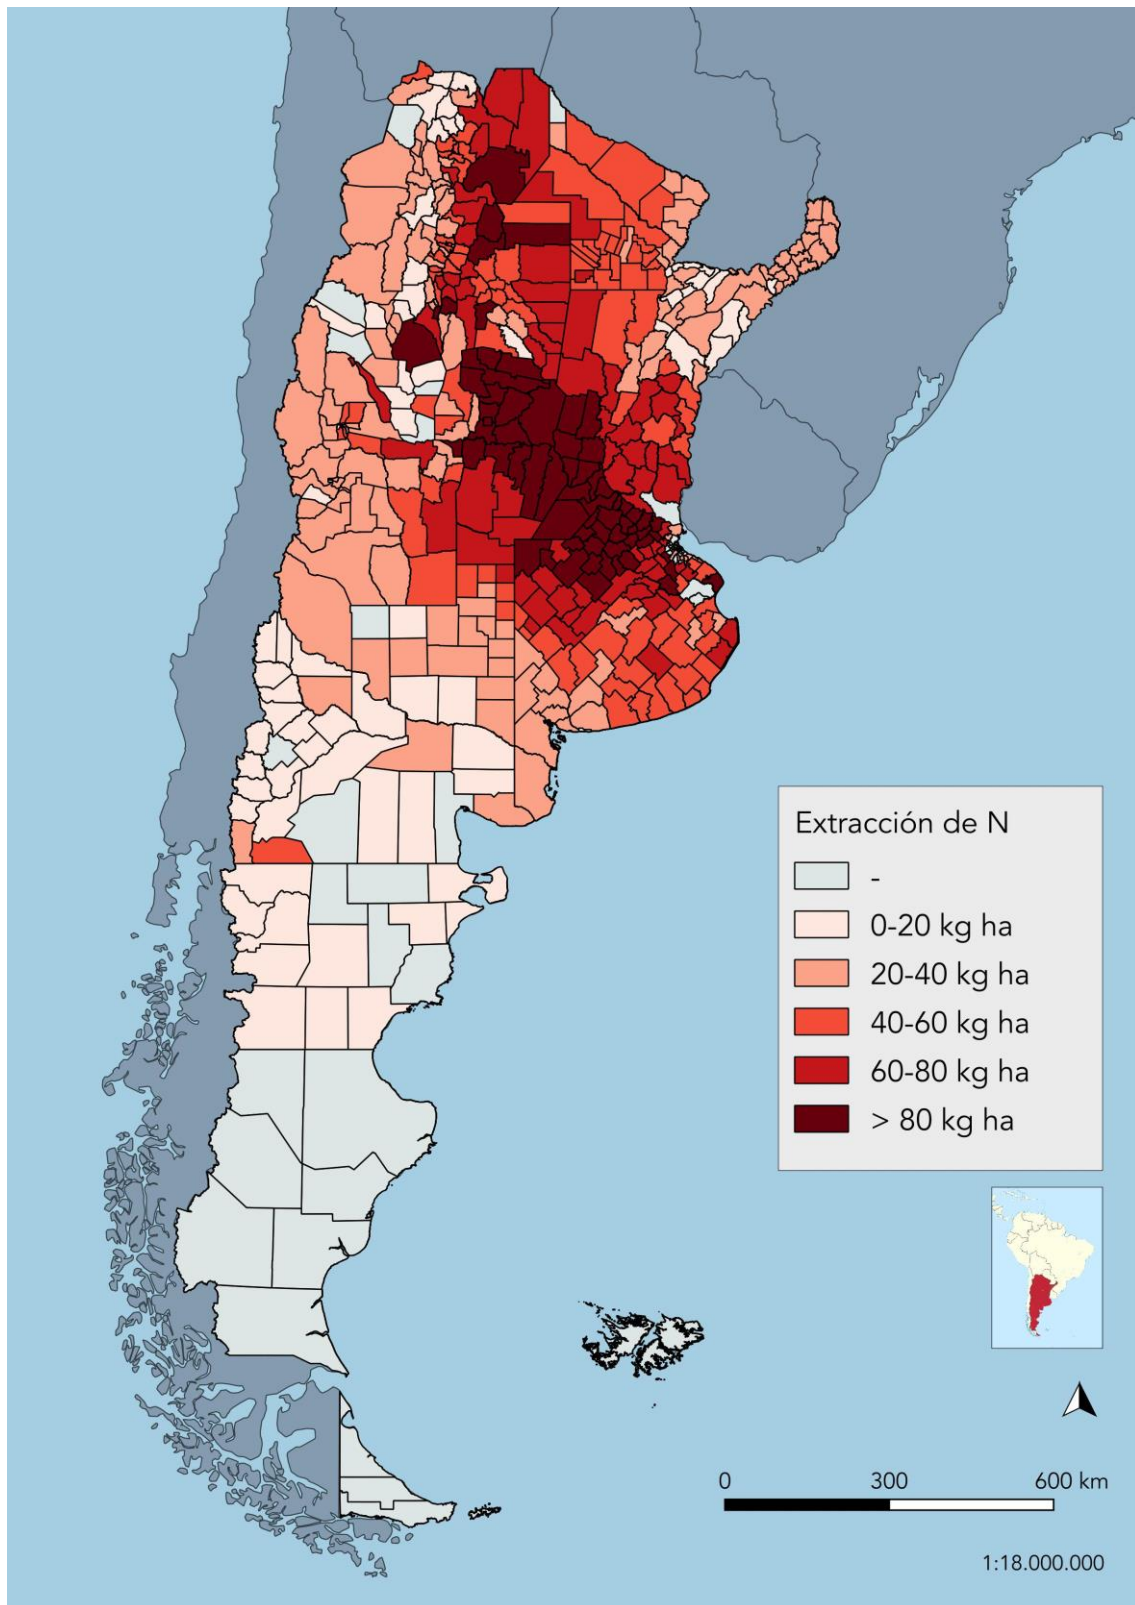 Extracción de N
-
0-20 kg ha
20-40 kg ha
40-60 kg ha
60-80 kg ha
> 80 kg ha
0 300 600 km
1:18.000.000